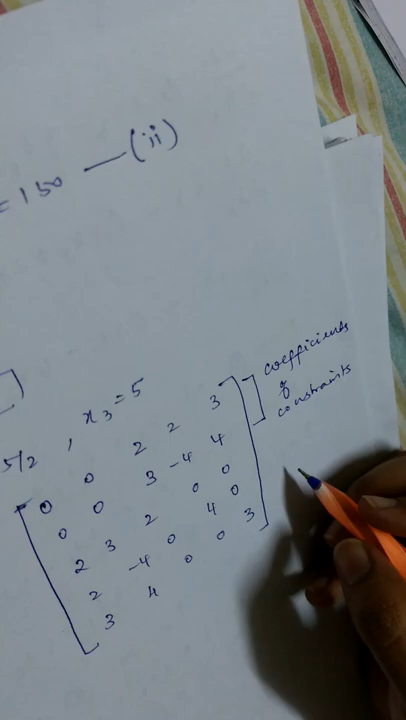 = 150 — (ii)
5/2 , x₃ = 5
0 0 2 2 3
0 0 3 -4 4
2 3 2 0 0
2 -4 0 4 0
3 4 0 0 3
coefficients
of
constraints